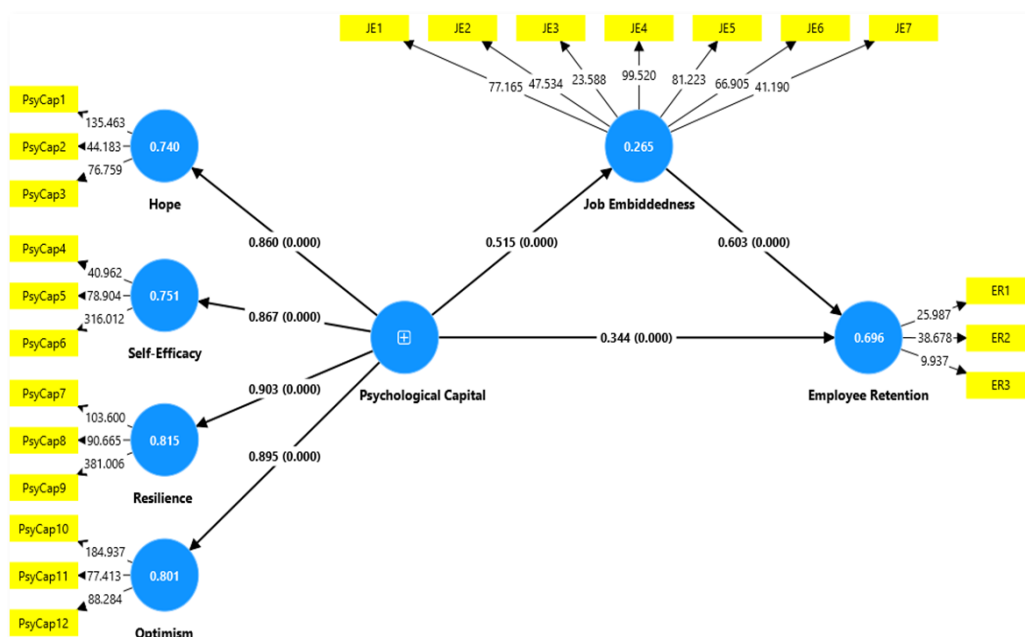 JE1
JE2
JE3
JE4
JE5
JE6
JE7
77.165
47.534
23.588
99.520
81.223
66.905
41.190
PsyCap1
PsyCap2
PsyCap3
135.463
44.183
76.759
0.740
Hope
0.265
Job Embiddedness
0.860 (0.000)
0.515 (0.000)
0.603 (0.000)
PsyCap4
PsyCap5
PsyCap6
40.962
78.904
316.012
0.751
Self-Efficacy
0.867 (0.000)
Psychological Capital
0.344 (0.000)
0.696
Employee Retention
25.987
38.678
9.937
ER1
ER2
ER3
PsyCap7
PsyCap8
PsyCap9
103.600
90.665
381.006
0.815
Resilience
0.903 (0.000)
0.895 (0.000)
PsyCap10
PsyCap11
PsyCap12
184.937
77.413
88.284
0.801
Optimism